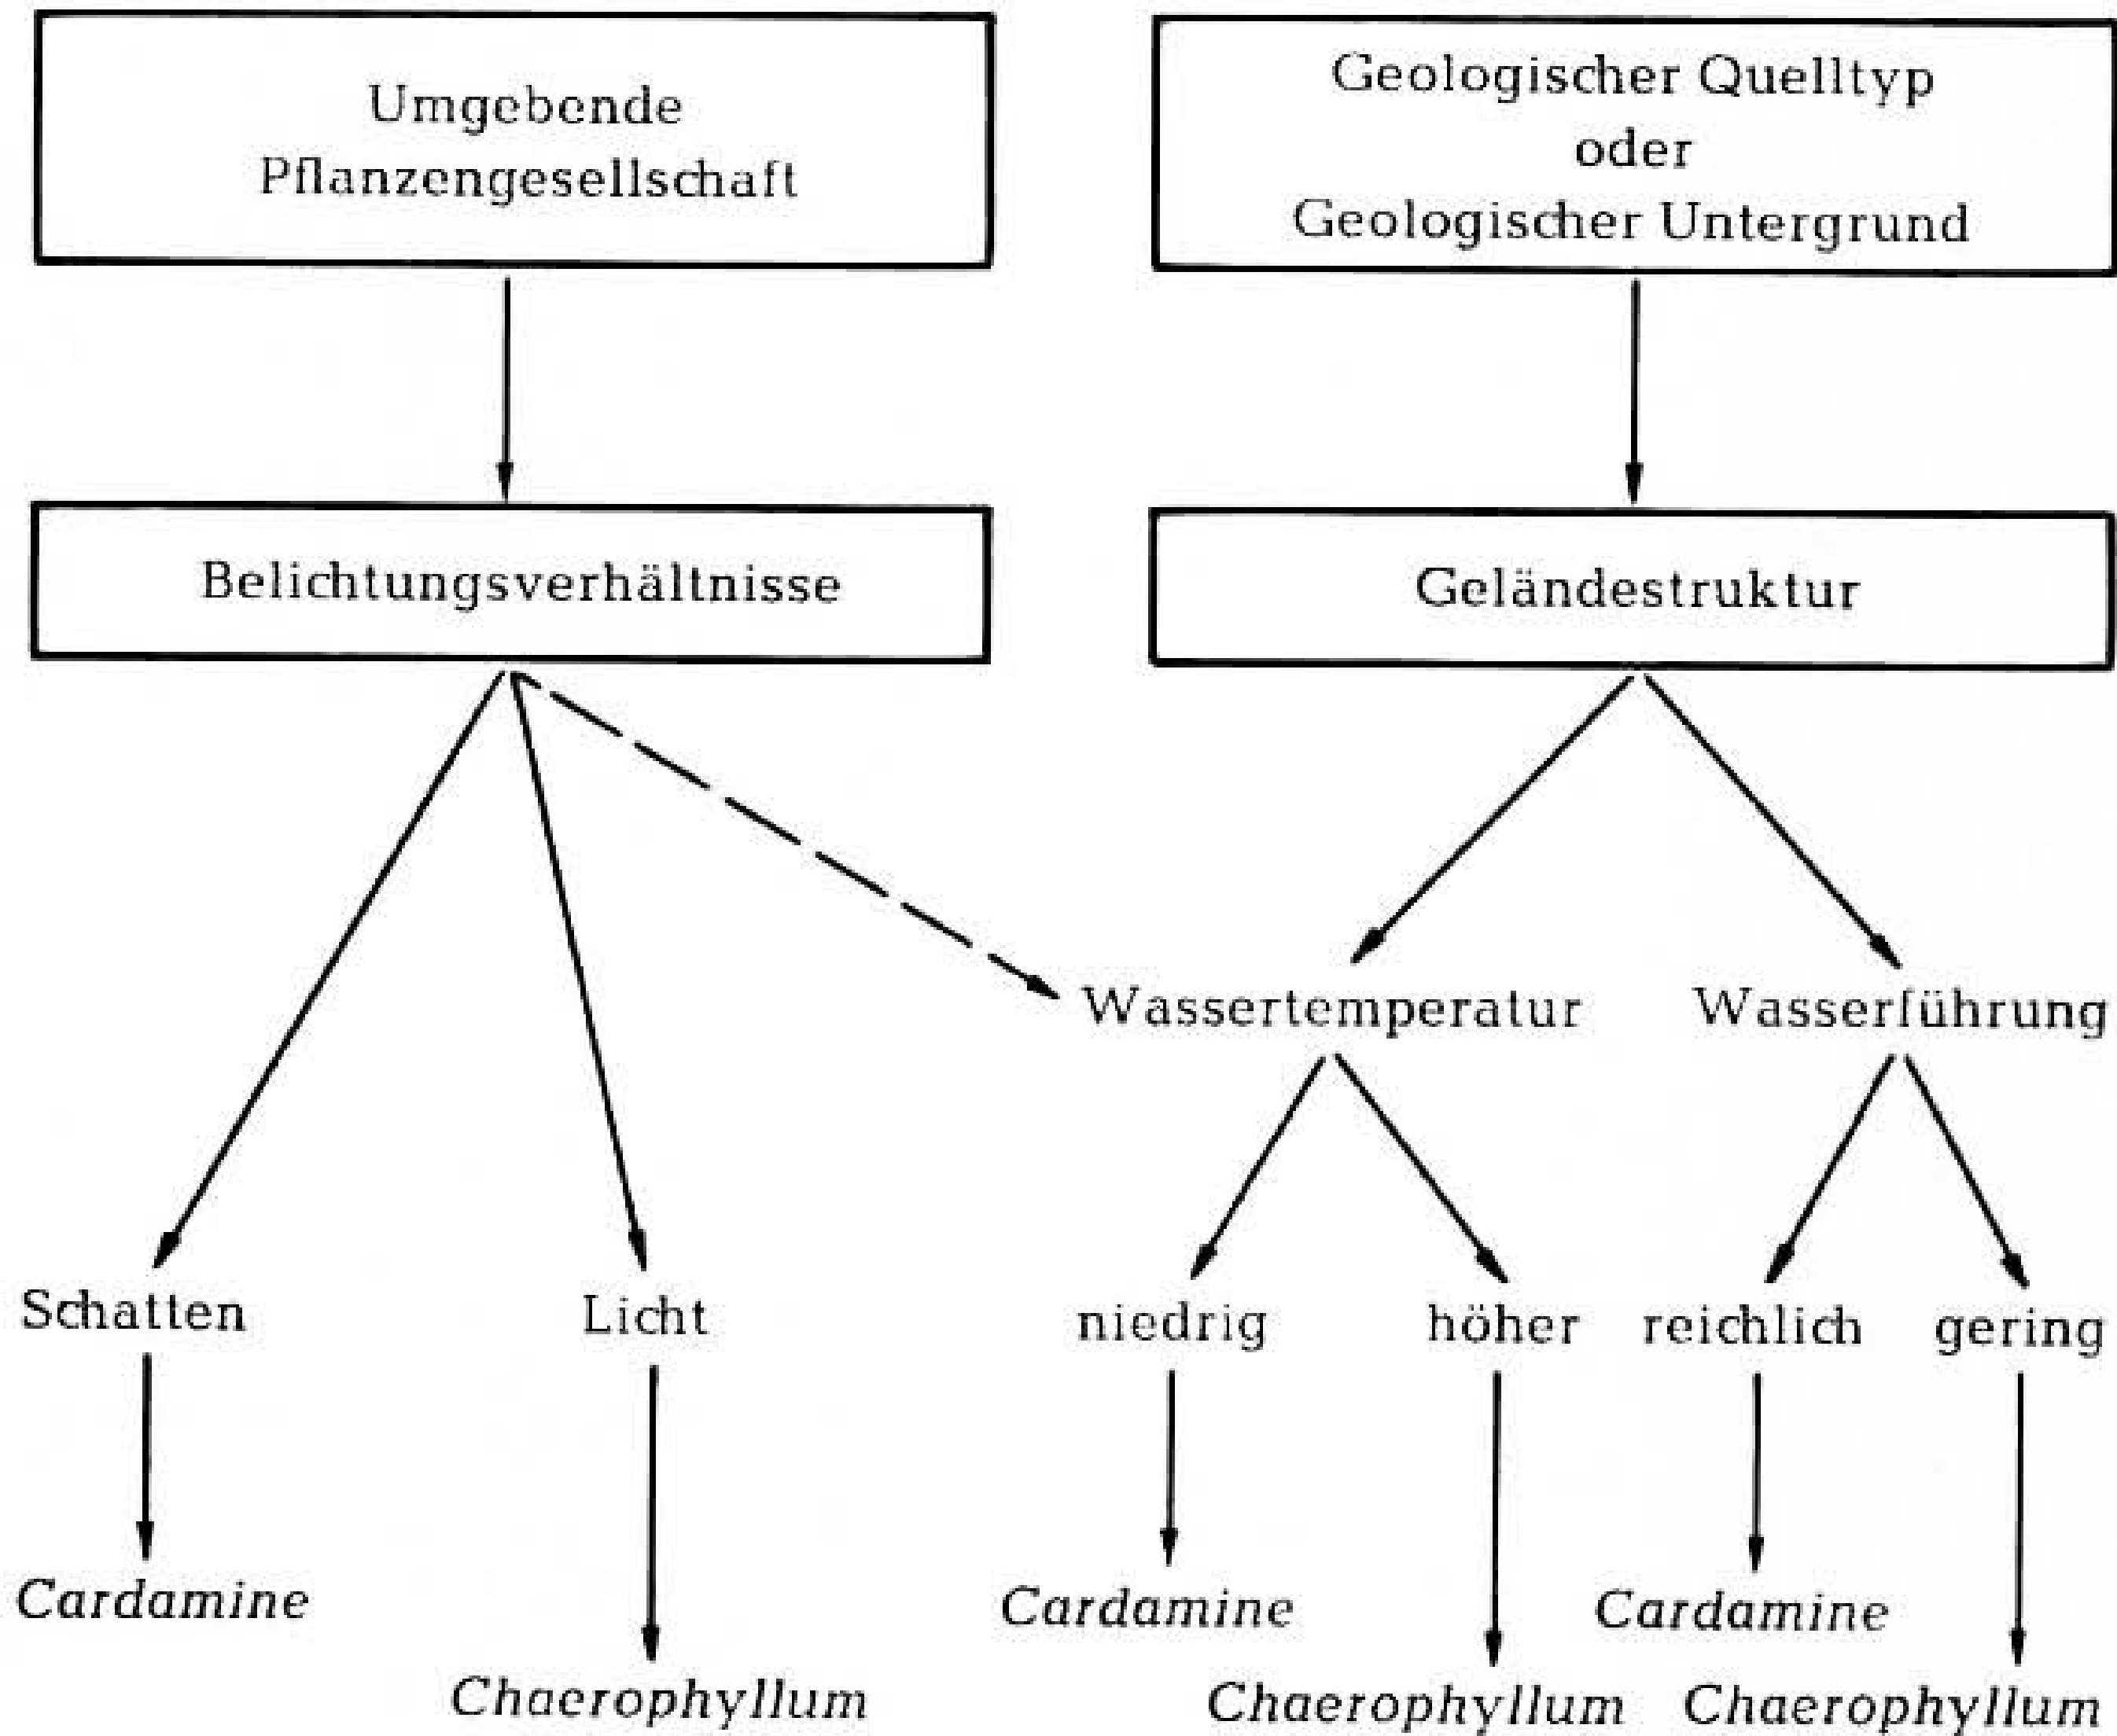 Umgebende
Pflanzengesellschaft
Geologischer Quelltyp
oder
Geologischer Untergrund
Belichtungsverhältnisse
Geländestruktur
Wassertemperatur
Wasserführung
Schatten
Licht
niedrig
höher
reichlich
gering
Cardamine
Chaerophyllum
Cardamine
Chaerophyllum
Cardamine
Chaerophyllum